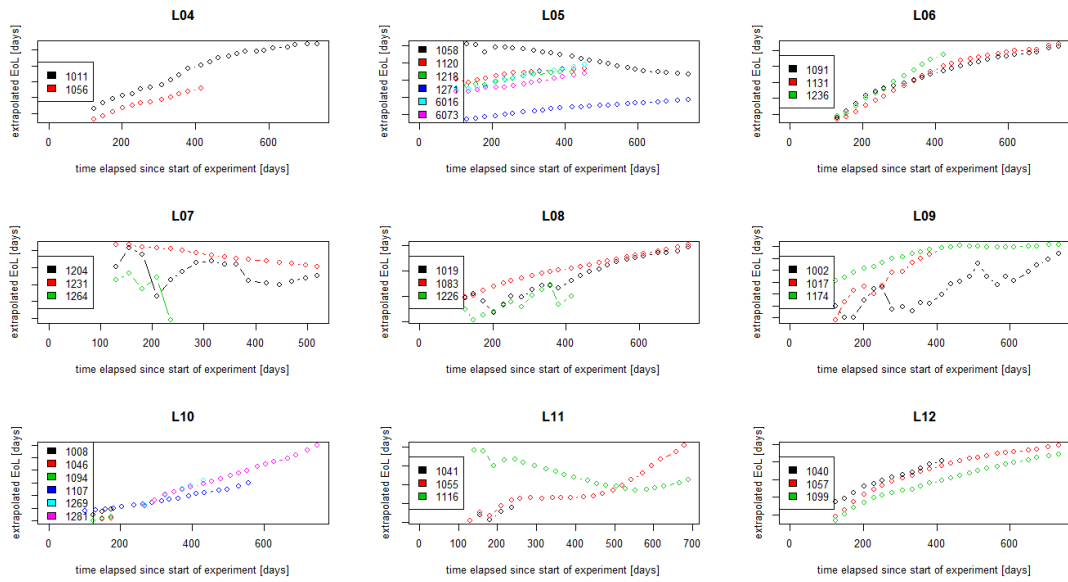 L04
L05
L06
extrapolated EoL [days]
1011
1056
0 200 400 600
time elapsed since start of experiment [days]
extrapolated EoL [days]
1058
1120
1218
1271
6016
6073
0 200 400 600
time elapsed since start of experiment [days]
extrapolated EoL [days]
1091
1131
1236
0 200 400 600
time elapsed since start of experiment [days]
L07
L08
L09
extrapolated EoL [days]
1204
1231
1264
0 100 200 300 400 500
time elapsed since start of experiment [days]
extrapolated EoL [days]
1019
1083
1226
0 200 400 600
time elapsed since start of experiment [days]
extrapolated EoL [days]
1002
1017
1174
0 200 400 600
time elapsed since start of experiment [days]
L10
L11
L12
extrapolated EoL [days]
1008
1046
1094
1107
1269
1281
0 200 400 600
time elapsed since start of experiment [days]
extrapolated EoL [days]
1041
1055
1116
0 100 200 300 400 500 600 700
time elapsed since start of experiment [days]
extrapolated EoL [days]
1040
1057
1099
0 200 400 600
time elapsed since start of experiment [days]